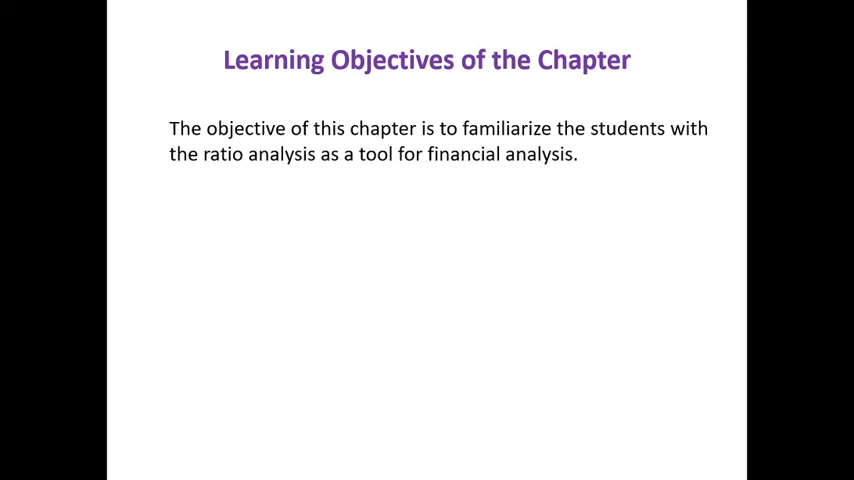 Learning Objectives of the Chapter
The objective of this chapter is to familiarize the students with
the ratio analysis as a tool for financial analysis.